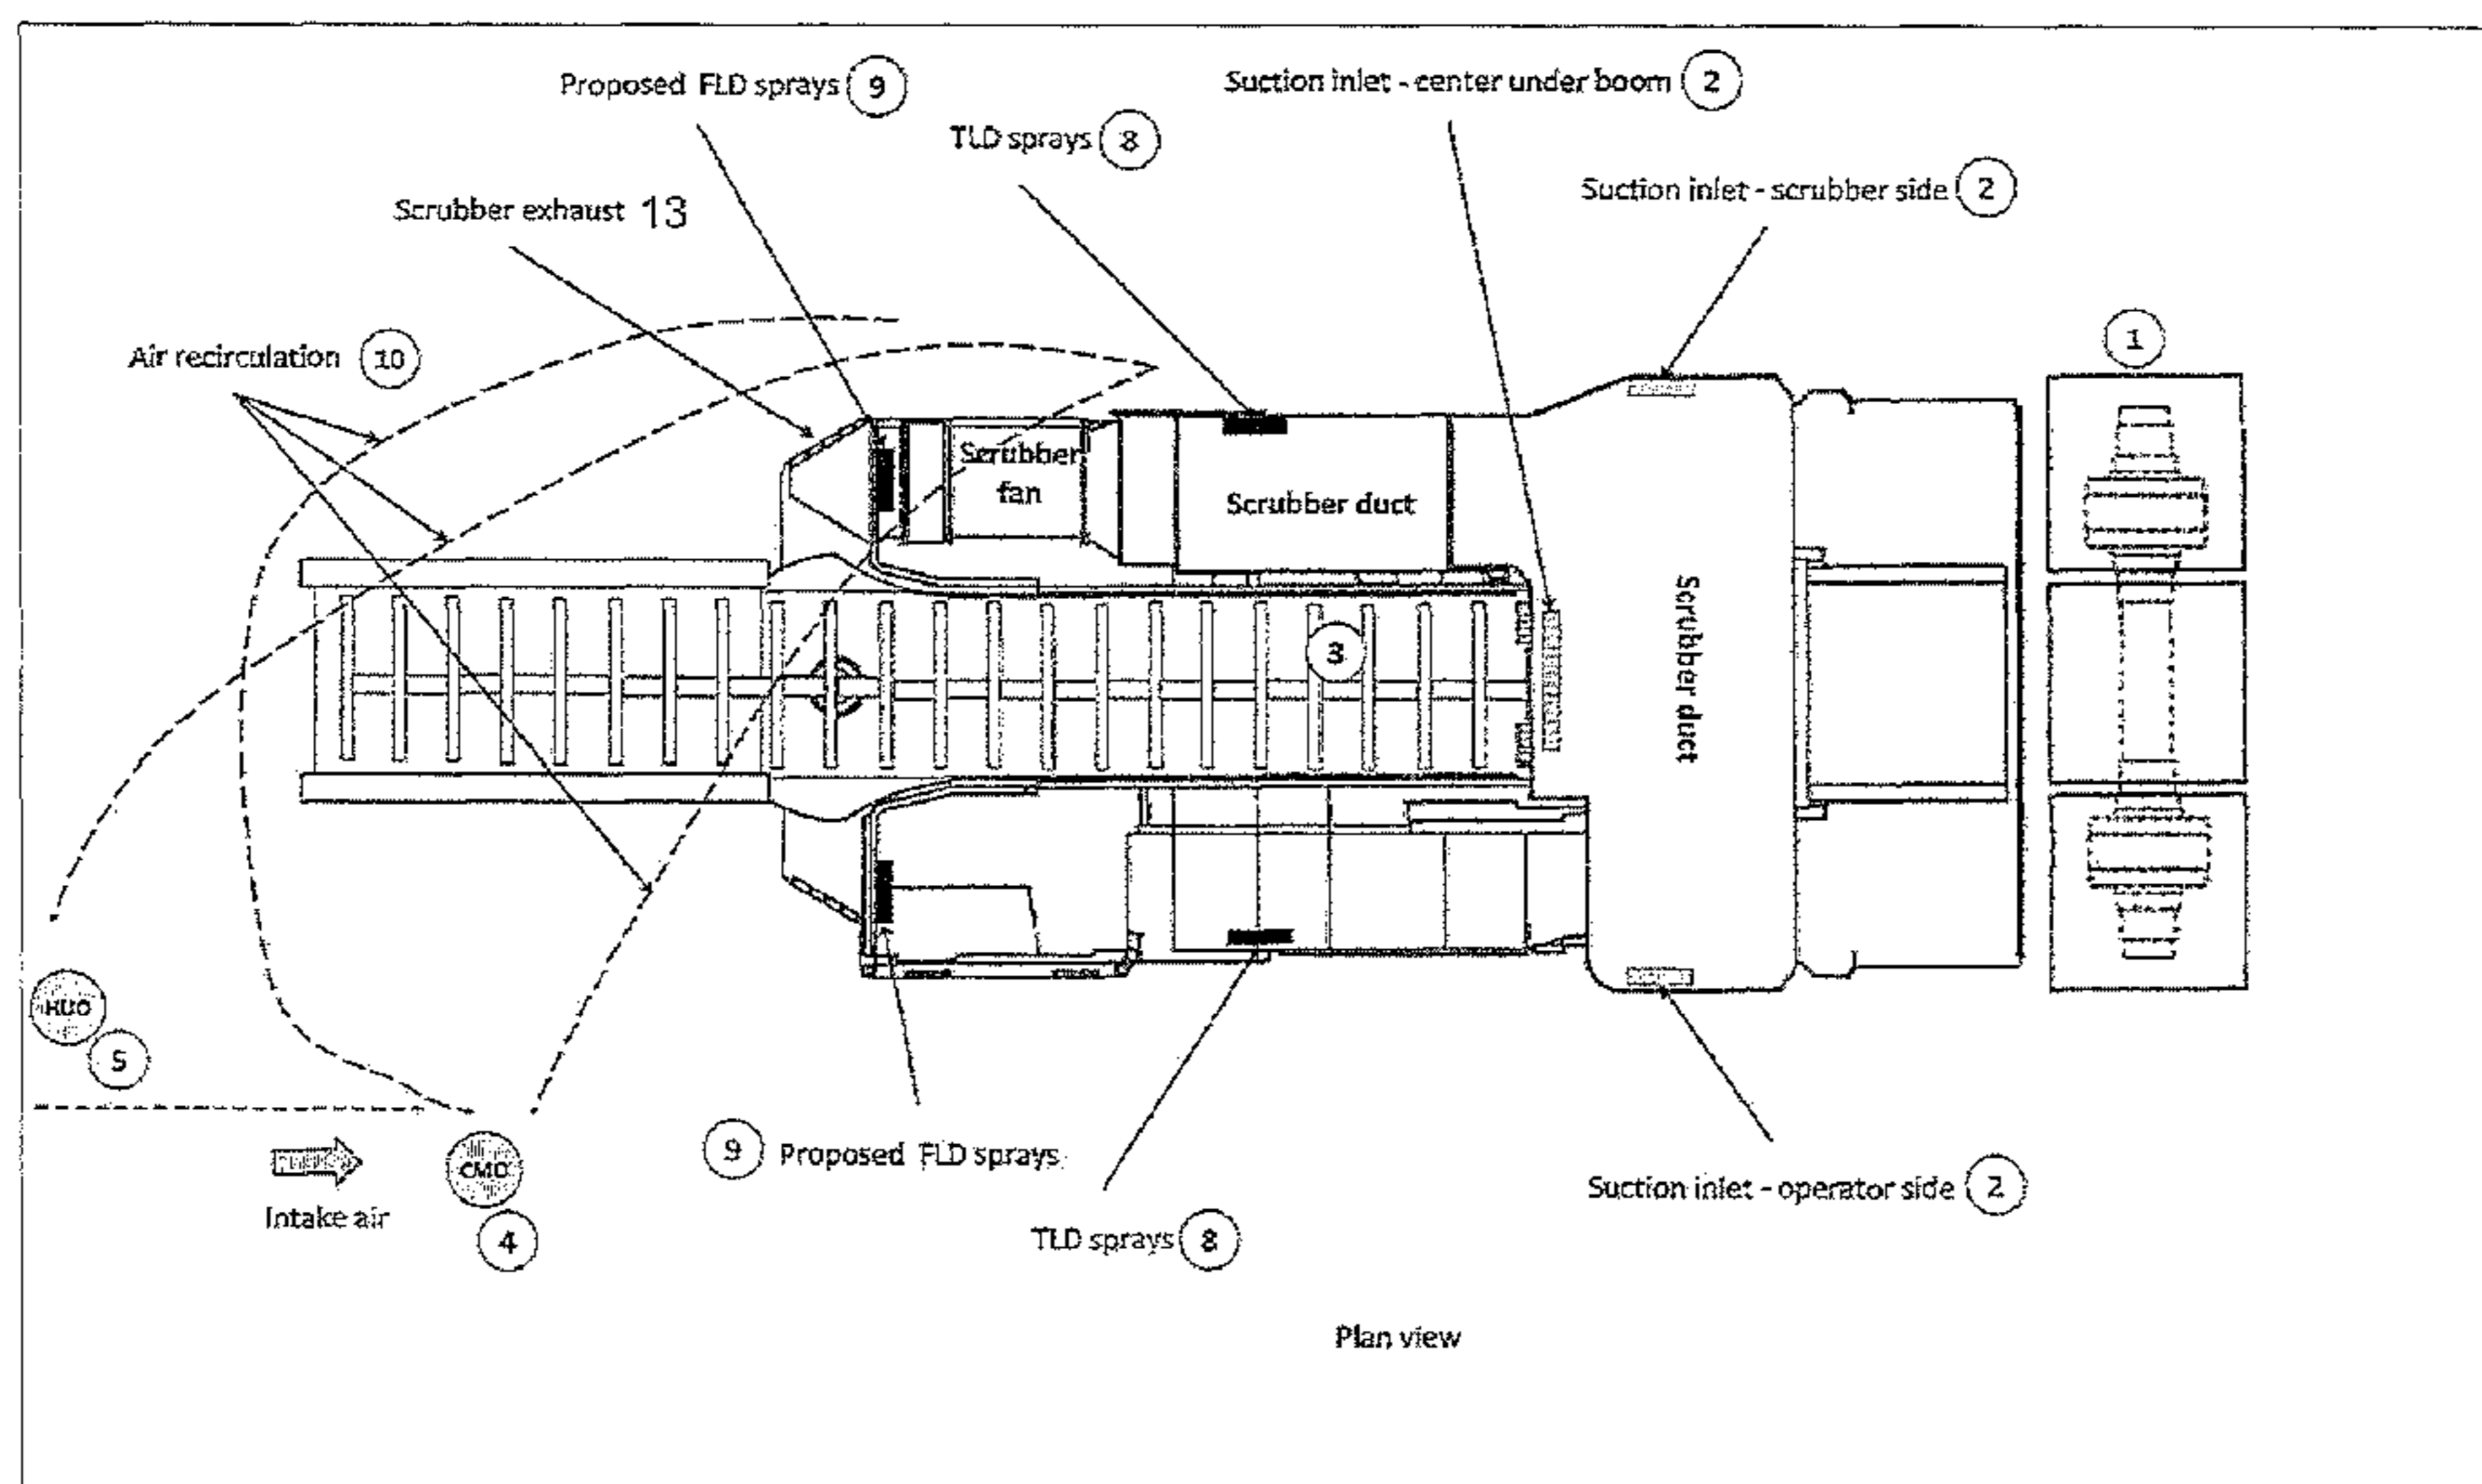 Proposed FLD sprays 9
Suction inlet - center under boom 2
TLD sprays 8
Suction inlet - scrubber side 2
Scrubber exhaust 13
Air recirculation 10
1
Scrubber
fan
Scrubber duct
Scrubber duct
3
HUO
5
9 Proposed FLD sprays
CMO
Intake air
4
Suction inlet - operator side 2
TLD sprays 8
Plan view